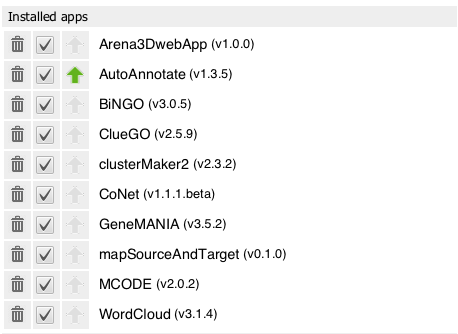 Installed apps
Arena3DwebApp (v1.0.0)
AutoAnnotate (v1.3.5)
BiNGO (v3.0.5)
ClueGO (v2.5.9)
clusterMaker2 (v2.3.2)
CoNet (v1.1.1.beta)
GeneMANIA (v3.5.2)
mapSourceAndTarget (v0.1.0)
MCODE (v2.0.2)
WordCloud (v3.1.4)